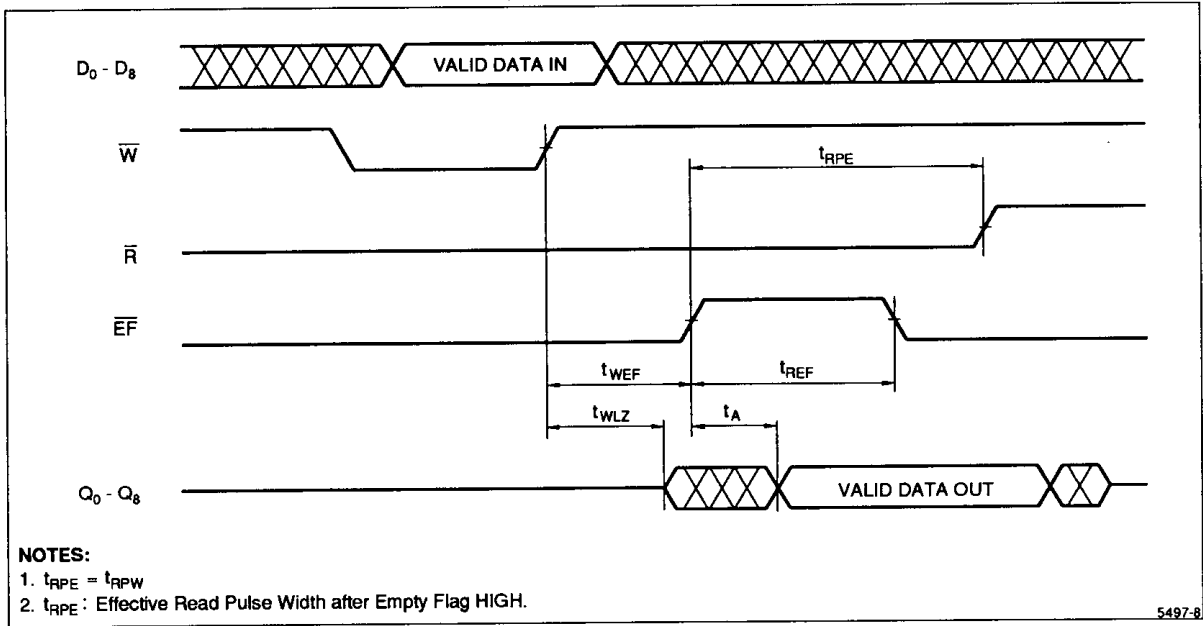 D₀ - D₈
VALID DATA IN
W̅
t_RPE
R̅
E̅F̅
t_WEF
t_REF
t_WLZ
t_A
Q₀ - Q₈
VALID DATA OUT
NOTES:
1. t_RPE = t_RPW
2. t_RPE : Effective Read Pulse Width after Empty Flag HIGH.
5497-8